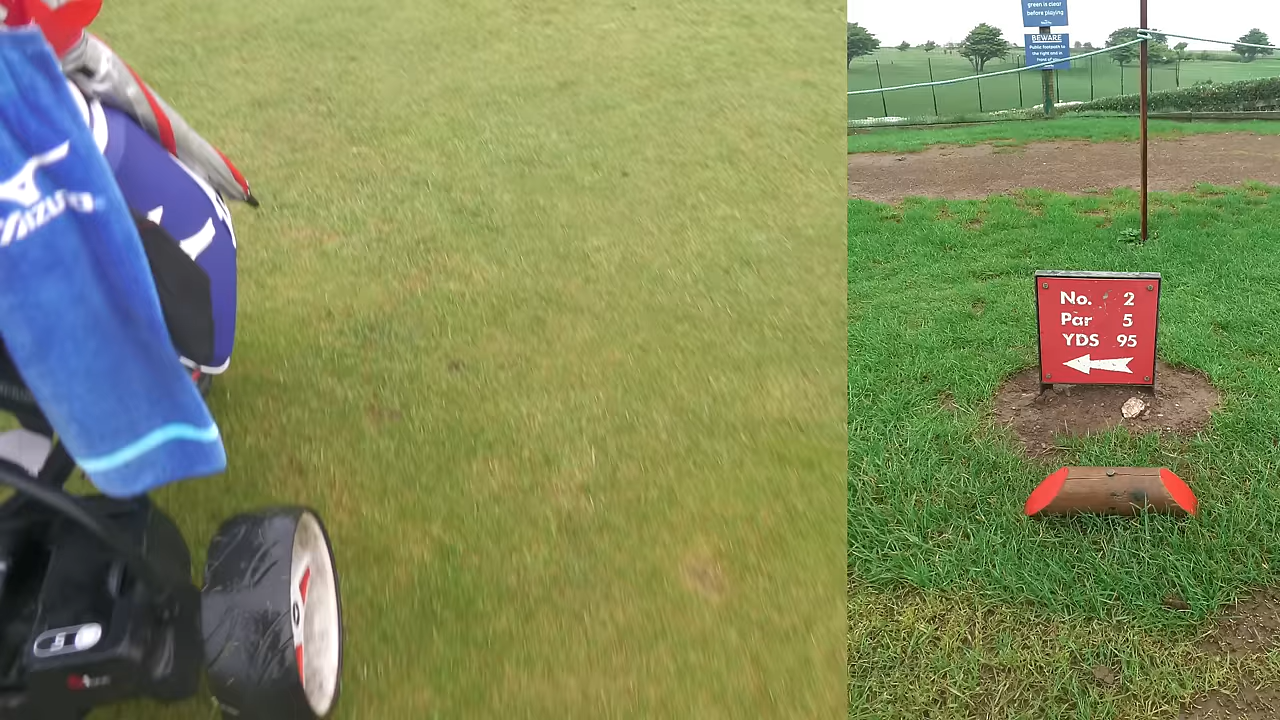 MIZUNO
green is clear
before playing
BEWARE
Public footpath to
the right and in
front of you
No. 2
Par 5
YDS 95